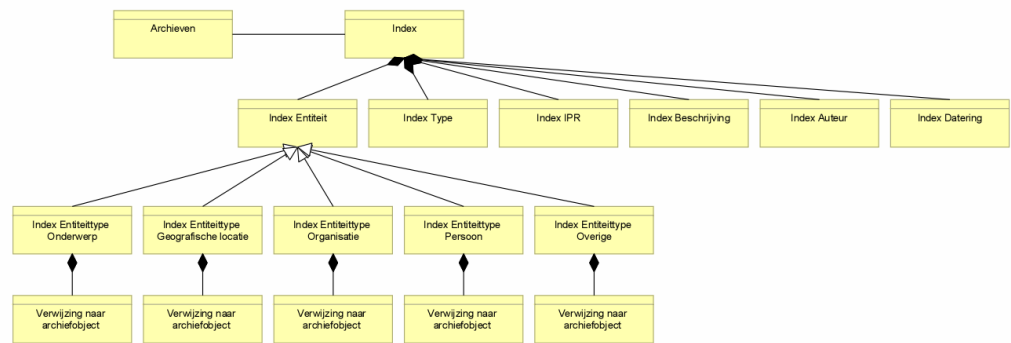 Archieven
Index
Index Entiteit
Index Type
Index IPR
Index Beschrijving
Index Auteur
Index Datering
Index Entiteittype
Onderwerp
Index Entiteittype
Geografische locatie
Index Entiteittype
Organisatie
Index Entiteittype
Persoon
Index Entiteittype
Overige
Verwijzing naar
archiefobject
Verwijzing naar
archiefobject
Verwijzing naar
archiefobject
Verwijzing naar
archiefobject
Verwijzing naar
archiefobject